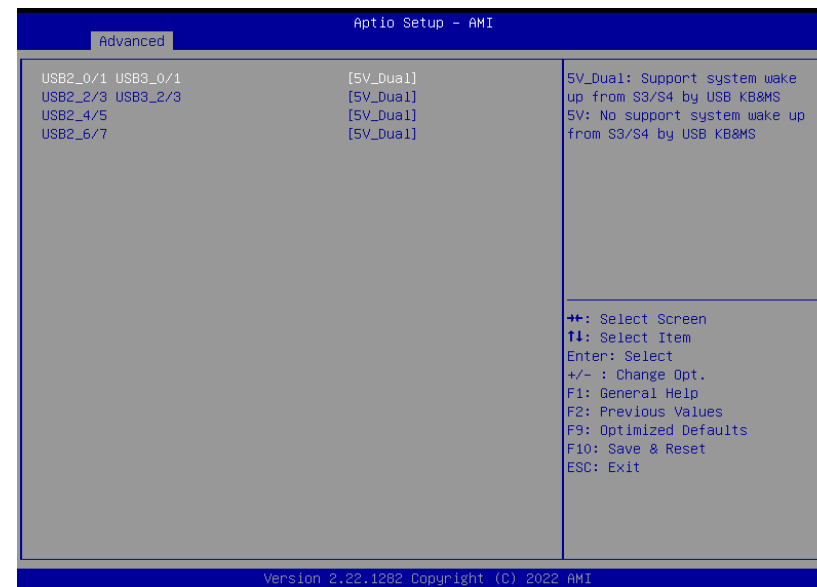 Aptio Setup – AMI
Advanced
USB2_0/1 USB3_0/1 [5V_Dual]
USB2_2/3 USB3_2/3 [5V_Dual]
USB2_4/5 [5V_Dual]
USB2_6/7 [5V_Dual]
5V_Dual: Support system wake
up from S3/S4 by USB KB&MS
5V: No support system wake up
from S3/S4 by USB KB&MS
→←: Select Screen
↑↓: Select Item
Enter: Select
+/- : Change Opt.
F1: General Help
F2: Previous Values
F9: Optimized Defaults
F10: Save & Reset
ESC: Exit
Version 2.22.1282 Copyright (C) 2022 AMI